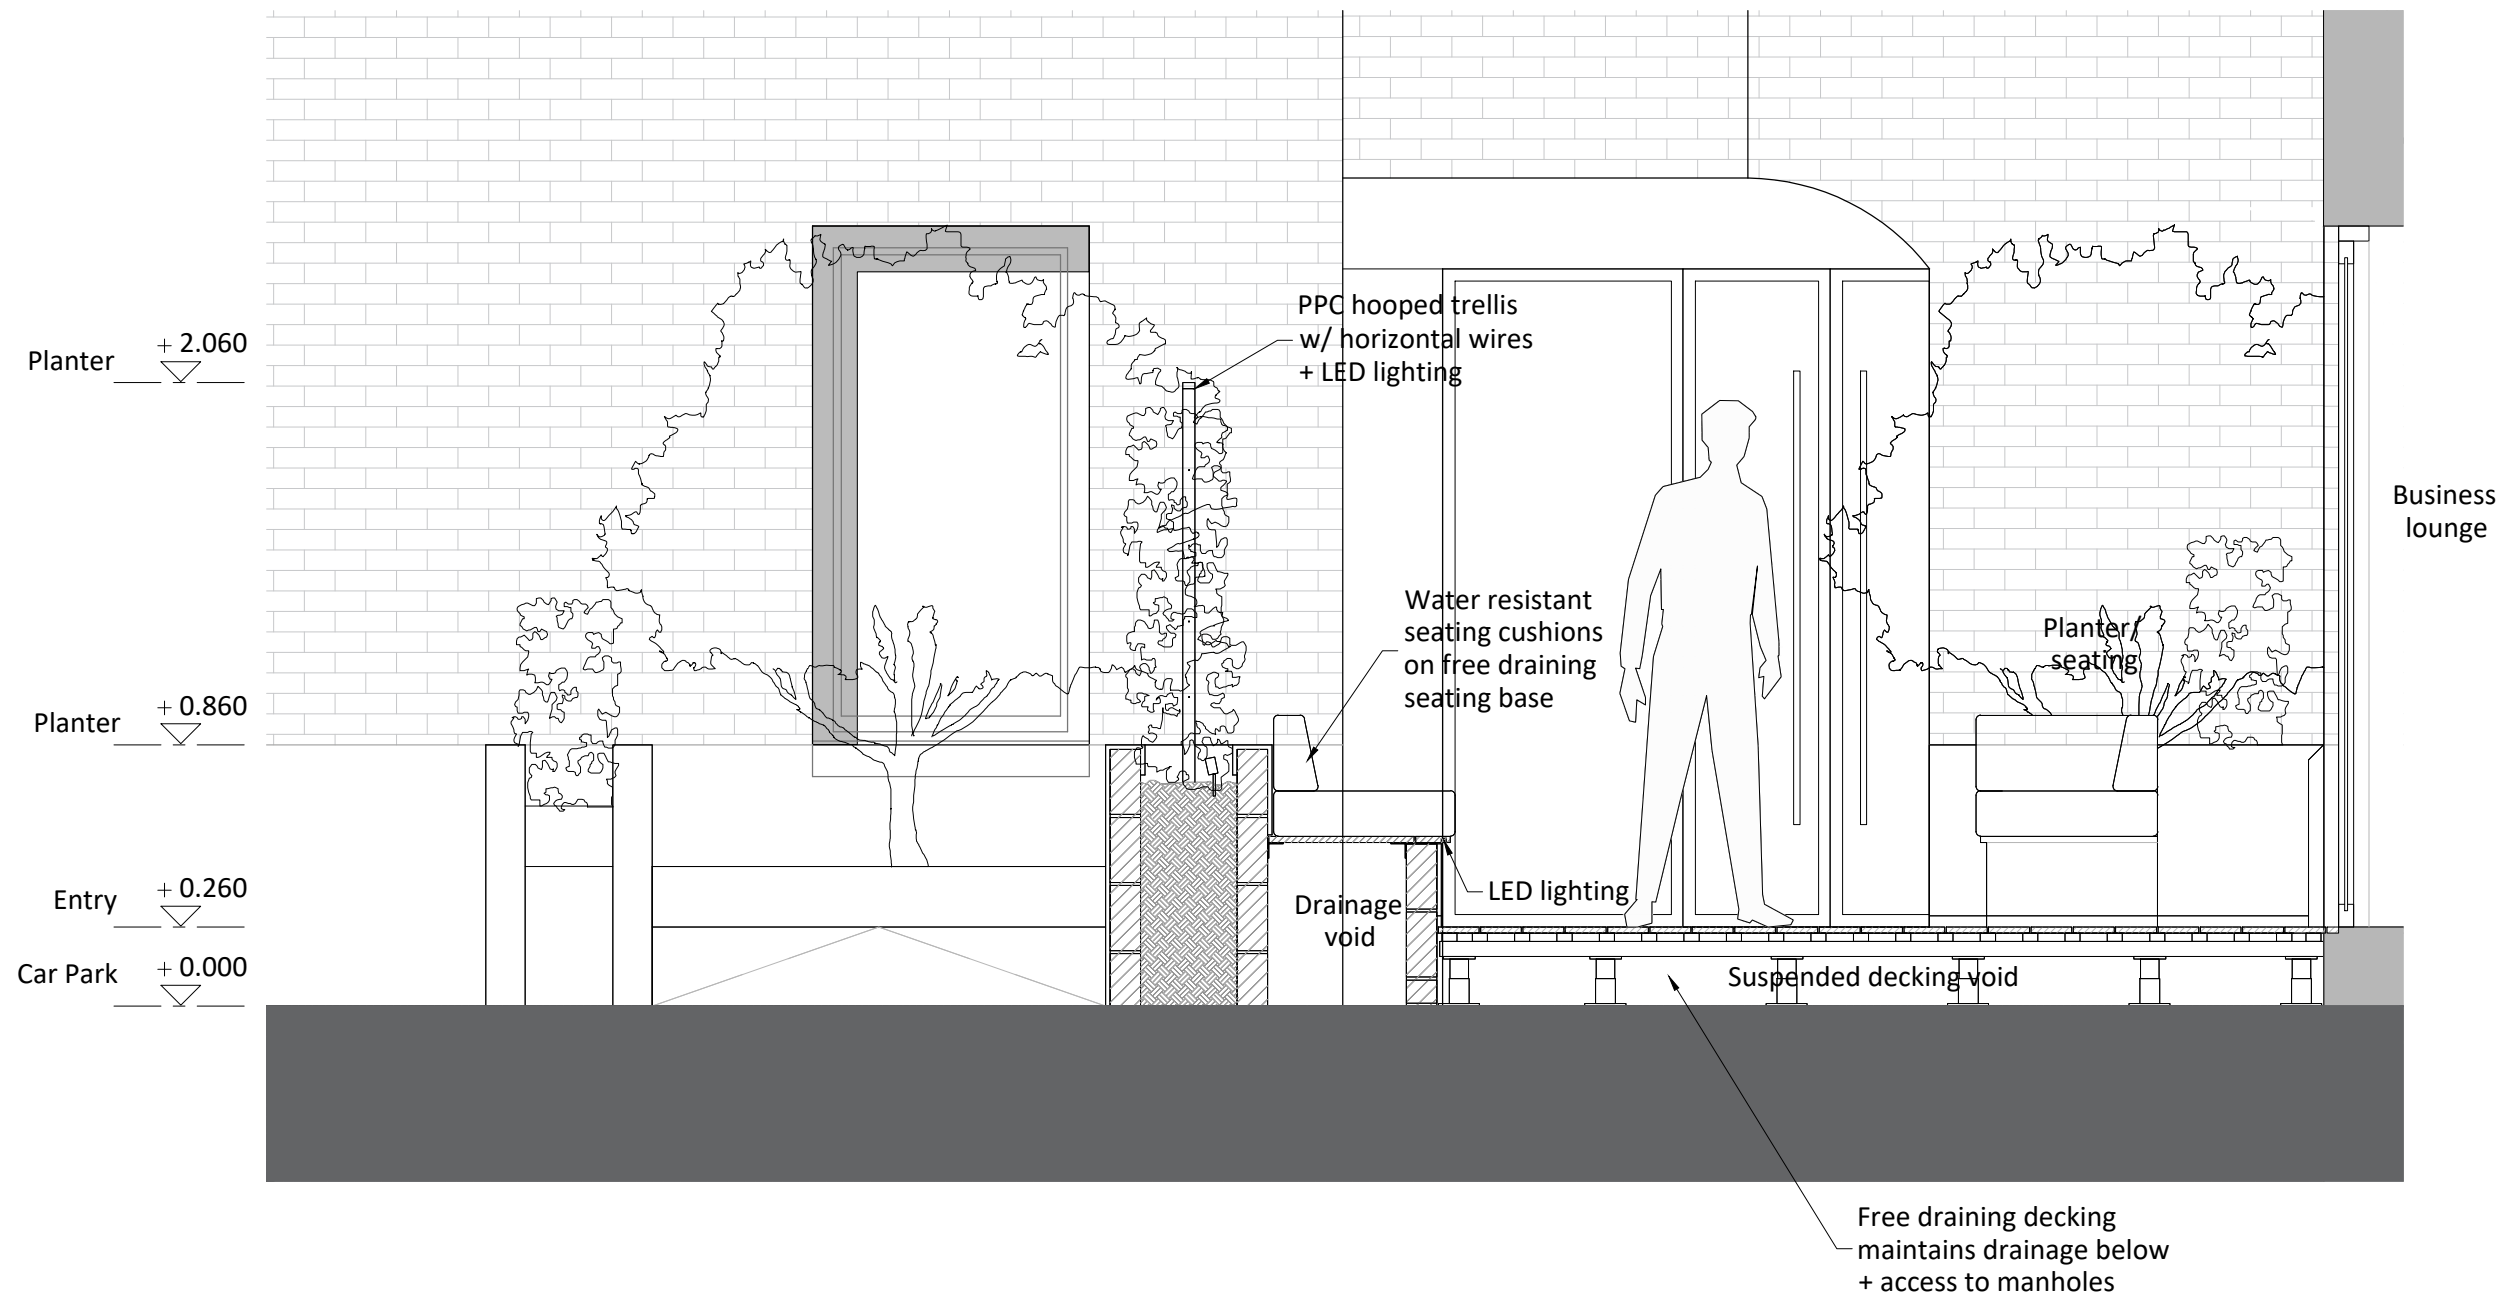 PPC hooped trellis
w/ horizontal wires
+ LED lighting
Planter
+ 2.060
Business
lounge
Water resistant
seating cushions
on free draining
seating base
Planter/
seating
Planter
+ 0.860
Entry
+ 0.260
LED lighting
Drainage
void
Car Park
+ 0.000
Suspended decking void
Free draining decking
maintains drainage below
+ access to manholes